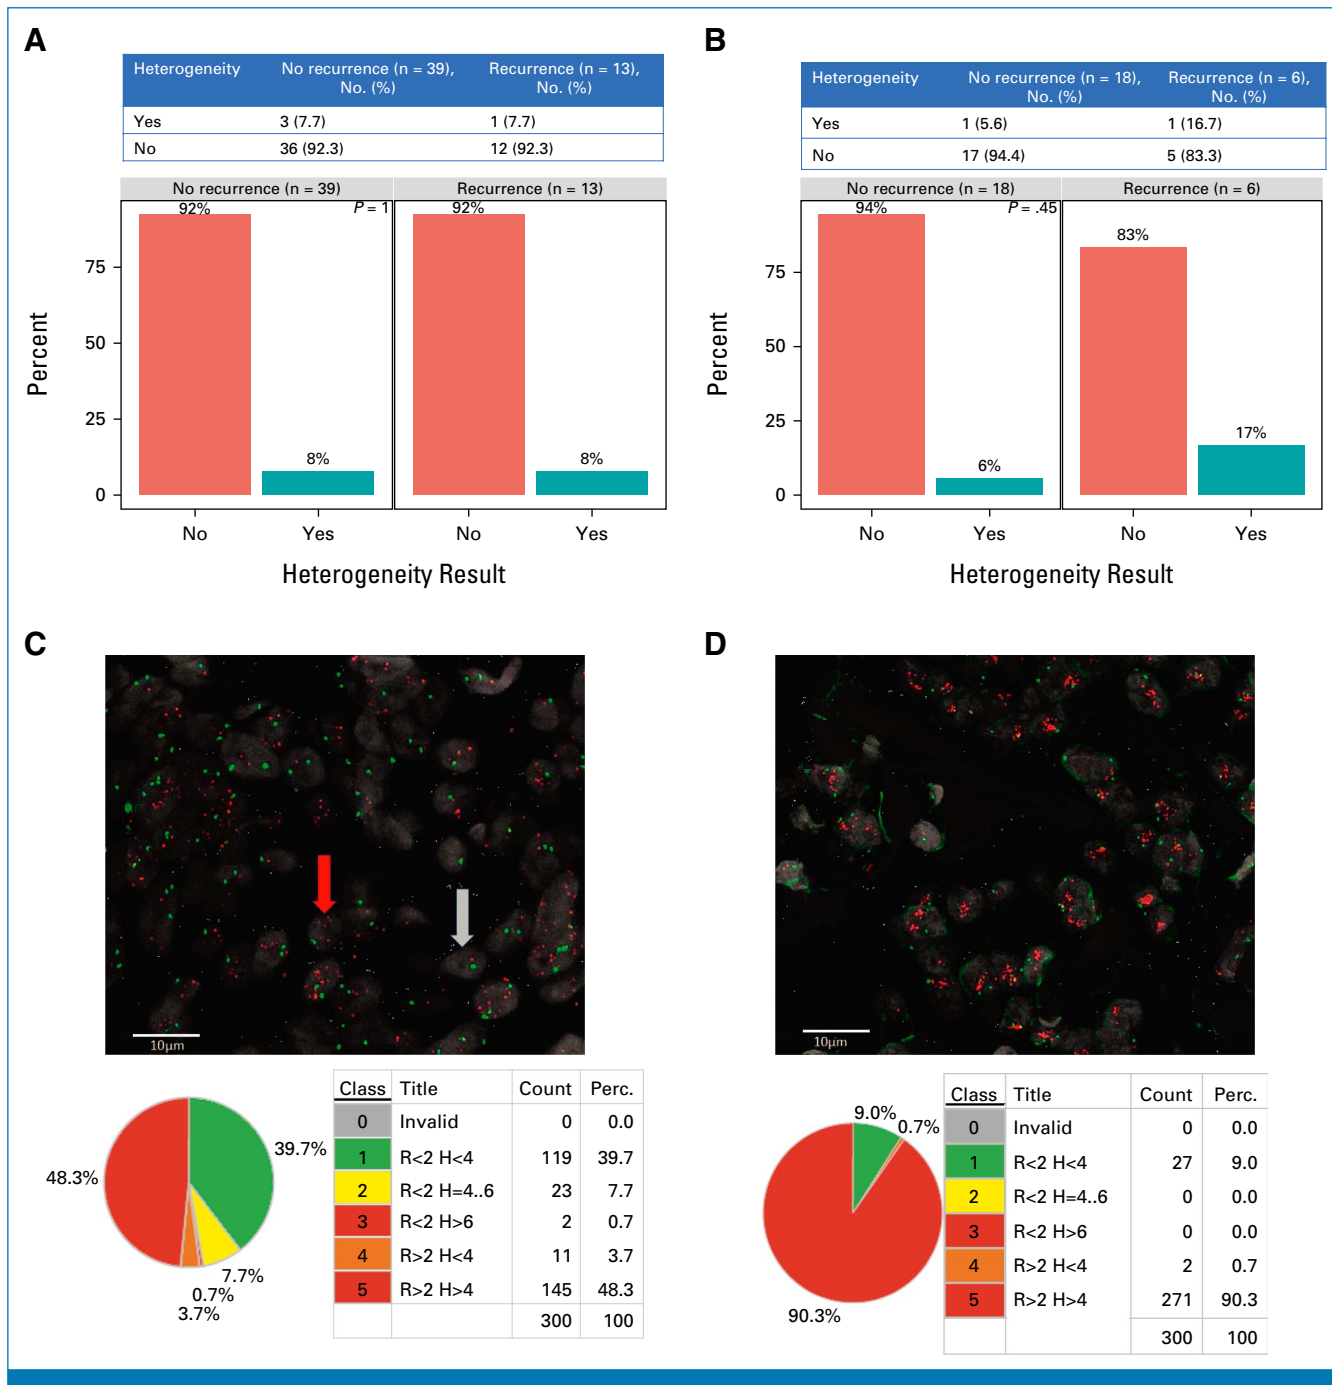 A
Heterogeneity No recurrence (n = 39), No. (%) Recurrence (n = 13), No. (%)
Yes 3 (7.7) 1 (7.7)
No 36 (92.3) 12 (92.3)
No recurrence (n = 39) Recurrence (n = 13)
92% P = 1 92%
75
50
25
0
8% 8%
No Yes No Yes
Percent
Heterogeneity Result
B
Heterogeneity No recurrence (n = 18), No. (%) Recurrence (n = 6), No. (%)
Yes 1 (5.6) 1 (16.7)
No 17 (94.4) 5 (83.3)
No recurrence (n = 18) Recurrence (n = 6)
94% P = .45
83%
75
50
25
0
6% 17%
No Yes No Yes
Percent
Heterogeneity Result
C
10µm
48.3%
39.7%
7.7%
0.7%
3.7%
Class Title Count Perc.
0 Invalid 0 0.0
1 R<2 H<4 119 39.7
2 R<2 H=4..6 23 7.7
3 R<2 H>6 2 0.7
4 R>2 H<4 11 3.7
5 R>2 H>4 145 48.3
300 100
D
10µm
9.0%
0.7%
90.3%
Class Title Count Perc.
0 Invalid 0 0.0
1 R<2 H<4 27 9.0
2 R<2 H=4..6 0 0.0
3 R<2 H>6 0 0.0
4 R>2 H<4 2 0.7
5 R>2 H>4 271 90.3
300 100